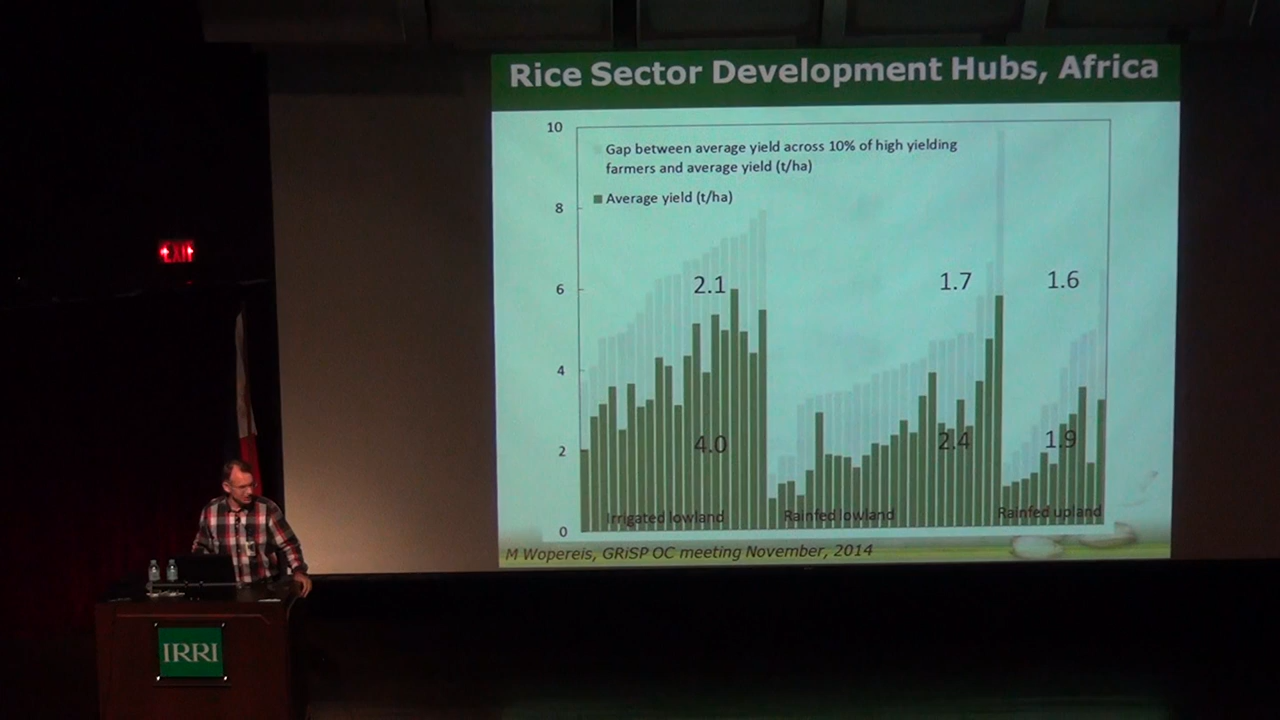 Rice Sector Development Hubs, Africa
10
Gap between average yield across 10% of high yielding
farmers and average yield (t/ha)
8
Average yield (t/ha)
6
2.1
1.7
1.6
4
2
4.0
2.4
1.9
0
Irrigated lowland
Rainfed lowland
Rainfed upland
M Wopereis, GRiSP OC meeting November, 2014
EXIT
IRRI